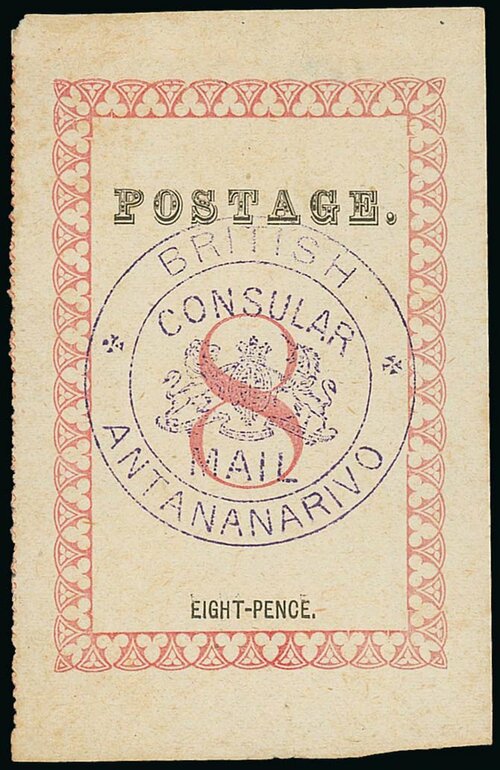 POSTAGE.
BRITISH
CONSULAR
8
MAIL
ANTANANARIVO
EIGHT-PENCE.